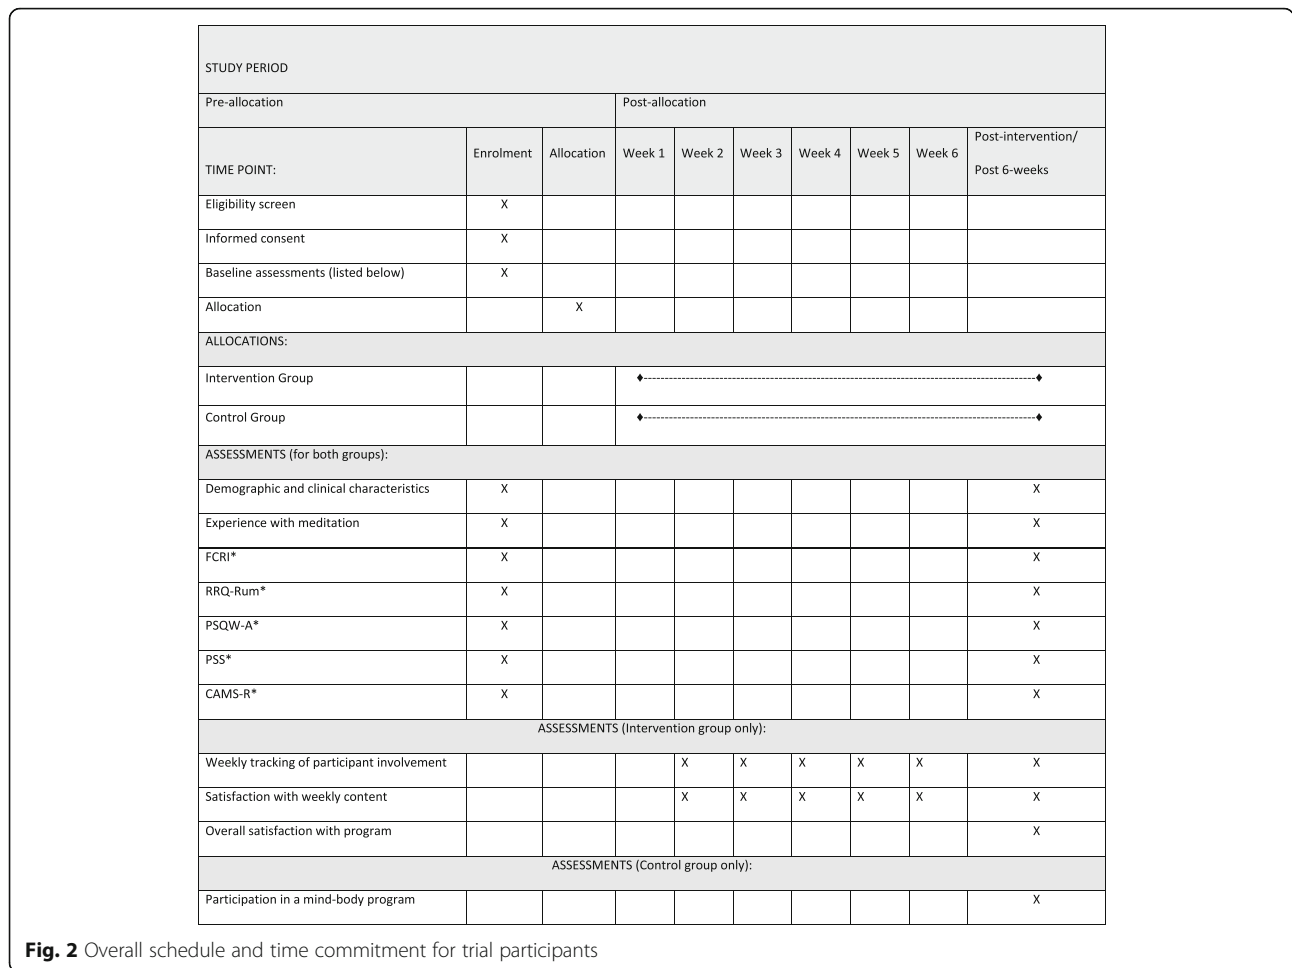 STUDY PERIOD
Pre-allocation Post-allocation
TIME POINT: Enrolment Allocation Week 1 Week 2 Week 3 Week 4 Week 5 Week 6 Post-intervention/
Post 6-weeks
Eligibility screen X
Informed consent X
Baseline assessments (listed below) X
Allocation X
ALLOCATIONS:
Intervention Group ♦------------------------------------------------------------------------------------------------♦
Control Group ♦------------------------------------------------------------------------------------------------♦
ASSESSMENTS (for both groups):
Demographic and clinical characteristics X X
Experience with meditation X X
FCRI* X X
RRQ-Rum* X X
PSQW-A* X X
PSS* X X
CAMS-R* X X
ASSESSMENTS (Intervention group only):
Weekly tracking of participant involvement X X X X X X
Satisfaction with weekly content X X X X X X
Overall satisfaction with program X
ASSESSMENTS (Control group only):
Participation in a mind-body program X
Fig. 2 Overall schedule and time commitment for trial participants